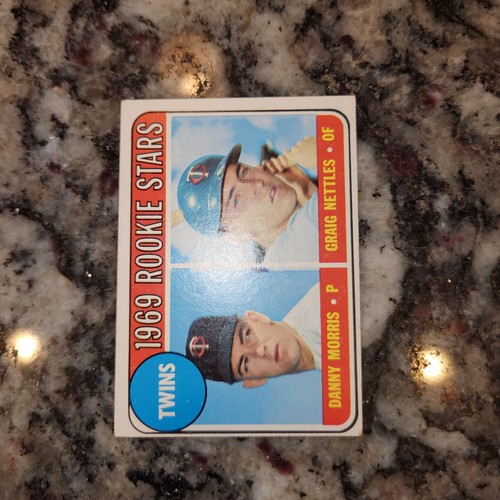 1969 ROOKIE STARS
TWINS
DANNY MORRIS • P
GRAIG NETTLES • OF